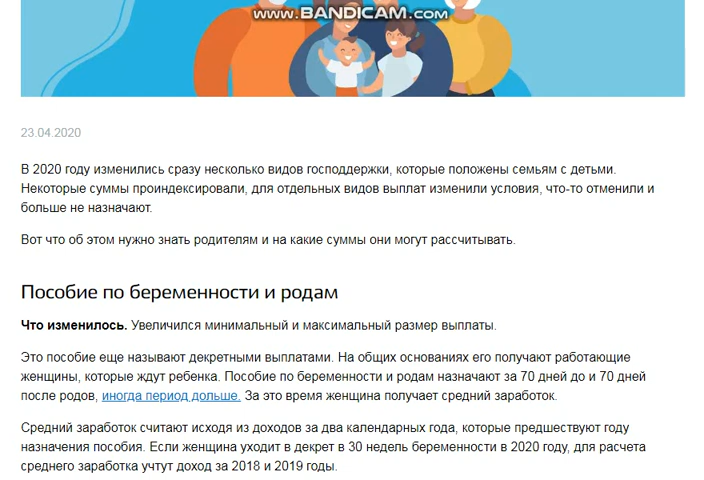 www.BANDICAM.com
23.04.2020
В 2020 году изменились сразу несколько видов господдержки, которые положены семьям с детьми.
Некоторые суммы проиндексировали, для отдельных видов выплат изменили условия, что-то отменили и
больше не назначают.
Вот что об этом нужно знать родителям и на какие суммы они могут рассчитывать.
Пособие по беременности и родам
Что изменилось. Увеличился минимальный и максимальный размер выплаты.
Это пособие еще называют декретными выплатами. На общих основаниях его получают работающие
женщины, которые ждут ребенка. Пособие по беременности и родам назначают за 70 дней до и 70 дней
после родов, иногда период дольше. За это время женщина получает средний заработок.
Средний заработок считают исходя из доходов за два календарных года, которые предшествуют году
назначения пособия. Если женщина уходит в декрет в 30 недель беременности в 2020 году, для расчета
среднего заработка учтут доход за 2018 и 2019 годы.